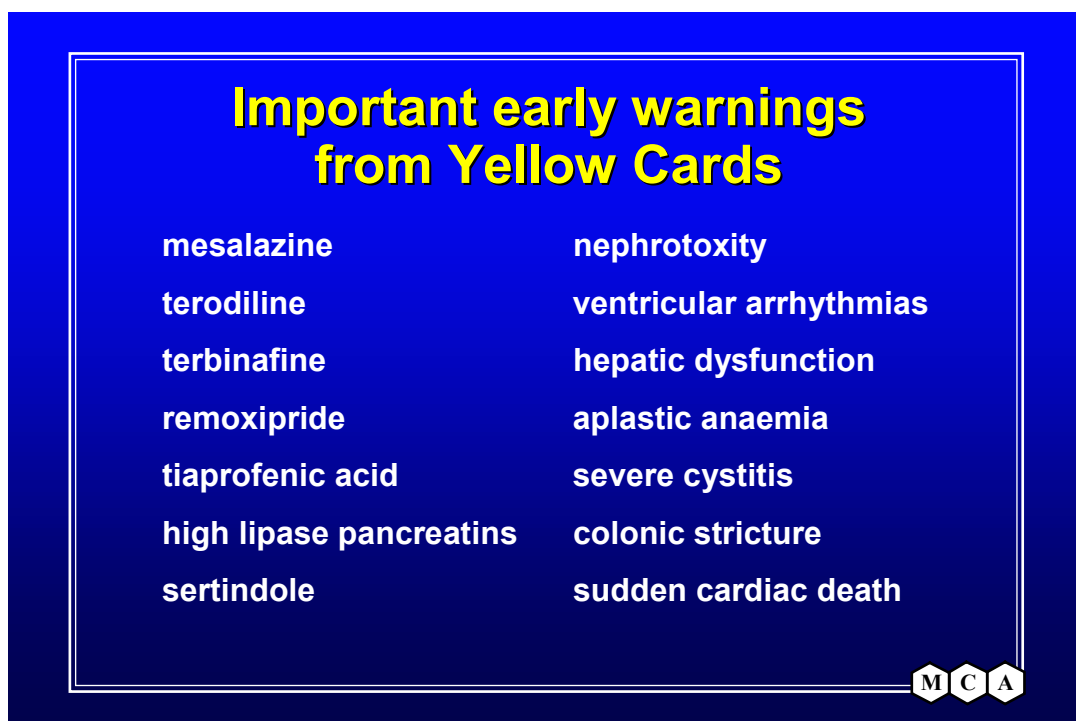 Important early warnings
from Yellow Cards
mesalazine nephrotoxity
terodiline ventricular arrhythmias
terbinafine hepatic dysfunction
remoxipride aplastic anaemia
tiaprofenic acid severe cystitis
high lipase pancreatins colonic stricture
sertindole sudden cardiac death
M C A